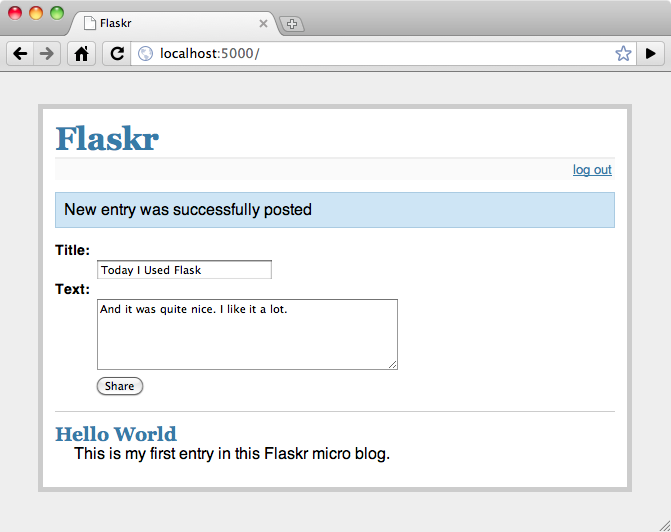 Flaskr
localhost:5000/
Flaskr
log out
New entry was successfully posted
Title:
Today I Used Flask
Text:
And it was quite nice. I like it a lot.
Share
Hello World
This is my first entry in this Flaskr micro blog.